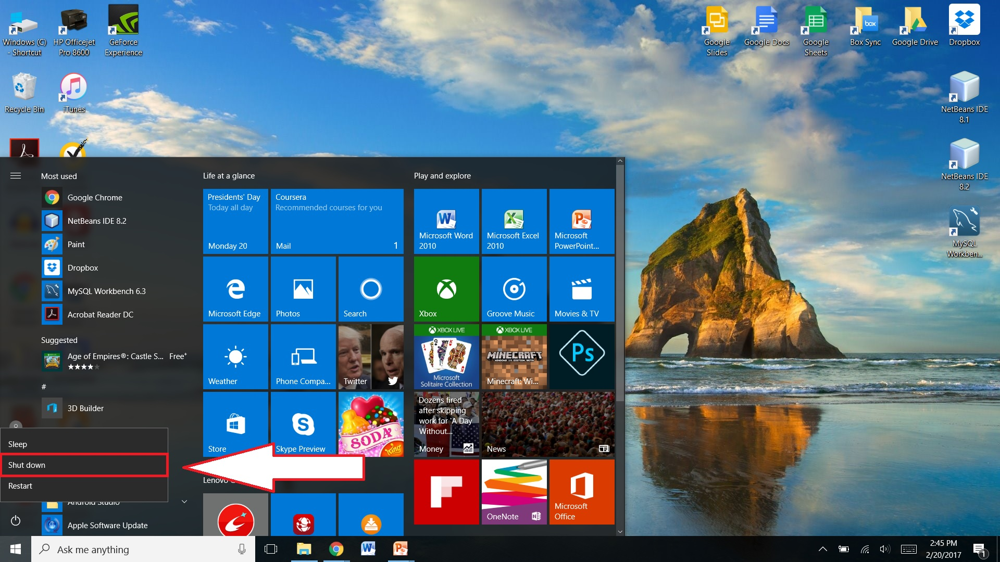 Windows (C)
- Shortcut
HP Officejet
Pro 8600
GeForce
Experience
Google
Slides
Google Docs
Google
Sheets
Box Sync
box
Google Drive
Dropbox
Recycle Bin
iTunes
NetBeans IDE
8.1
NetBeans IDE
8.2
MySQL
Workben...
Most used
Google Chrome
NetBeans IDE 8.2
Paint
Dropbox
MySQL Workbench 6.3
Acrobat Reader DC
Suggested
Age of Empires®: Castle S... Free+
#
3D Builder
Sleep
Shut down
Restart
Android Studio
Apple Software Update
Life at a glance
Presidents' Day
Today all day
Monday 20
Coursera
Recommended courses for you
Mail 1
Microsoft Edge
Photos
Search
Weather
Phone Compa...
Twitter
Store
Skype Preview
SODA
King
Lenovo
Play and explore
Microsoft Word
2010
Microsoft Excel
2010
Microsoft
PowerPoint...
Xbox
Groove Music
Movies & TV
XBOX LIVE
Microsoft
Solitaire Collection
XBOX LIVE
MINECRAFT
WINDOWS 10 EDITION BETA
Minecraft: Wi...
Ps
Dozens fired
after skipping
work for 'A Day
Without...
Money
News
OneNote
Microsoft
Office
Ask me anything
2:45 PM
2/20/2017
1